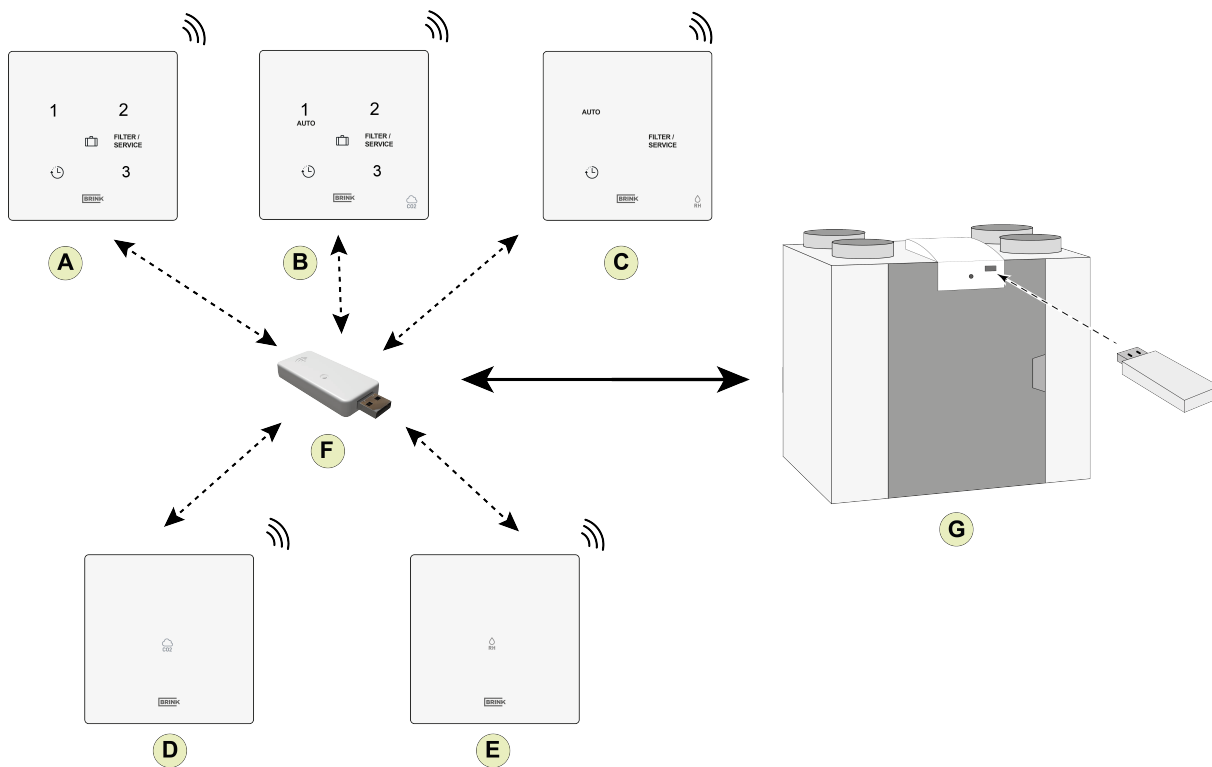 1 2
FILTER /
SERVICE
3
BRINK
A
1 2
AUTO
FILTER /
SERVICE
3
BRINK
CO2
B
AUTO
FILTER /
SERVICE
BRINK
RH
C
F
G
CO2
BRINK
D
RH
BRINK
E